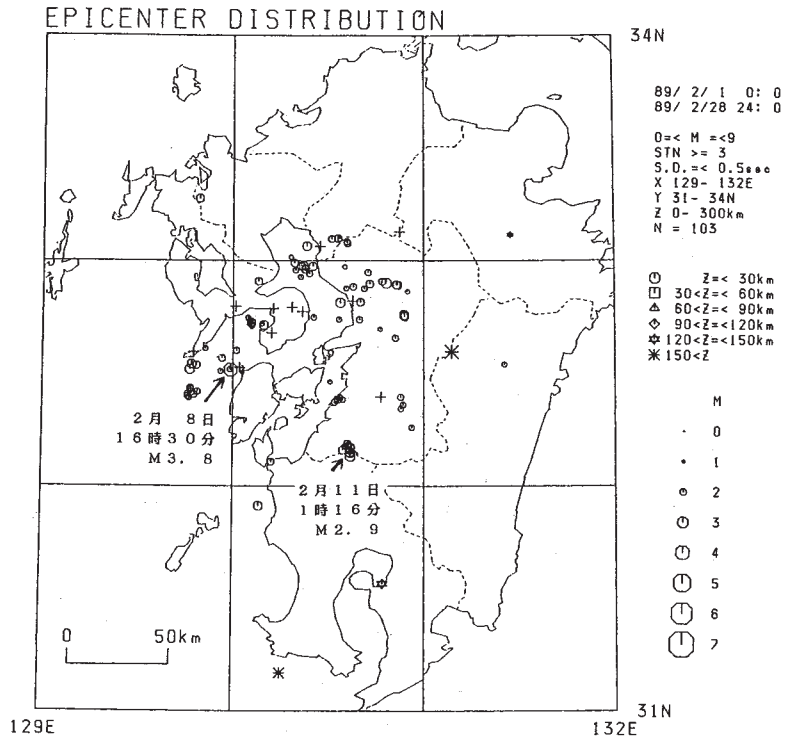 EPICENTER DISTRIBUTION
34N
89/ 2/ 1 0: 0
89/ 2/28 24: 0
0=< M =<9
STN >= 3
S.D.=< 0.5sec
X 129- 132E
Y 31- 34N
Z 0- 300km
N = 103
Z=< 30km
30<Z=< 60km
60<Z=< 90km
90<Z=<120km
120<Z=<150km
150<Z
M
0
1
2
3
4
5
6
7
2月 8日
16時30分
M3. 8
2月11日
1時16分
M2. 9
0 50km
31N
129E
132E